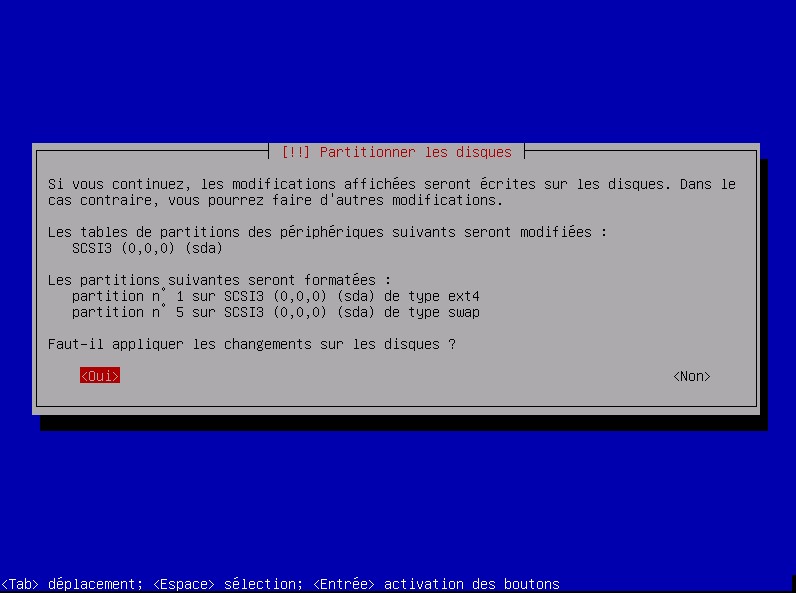 [!!] Partitionner les disques
Si vous continuez, les modifications affichées seront écrites sur les disques. Dans le
cas contraire, vous pourrez faire d'autres modifications.
Les tables de partitions des périphériques suivants seront modifiées :
SCSI3 (0,0,0) (sda)
Les partitions suivantes seront formatées :
partition n° 1 sur SCSI3 (0,0,0) (sda) de type ext4
partition n° 5 sur SCSI3 (0,0,0) (sda) de type swap
Faut-il appliquer les changements sur les disques ?
<Oui> <Non>
<Tab> déplacement; <Espace> sélection; <Entrée> activation des boutons